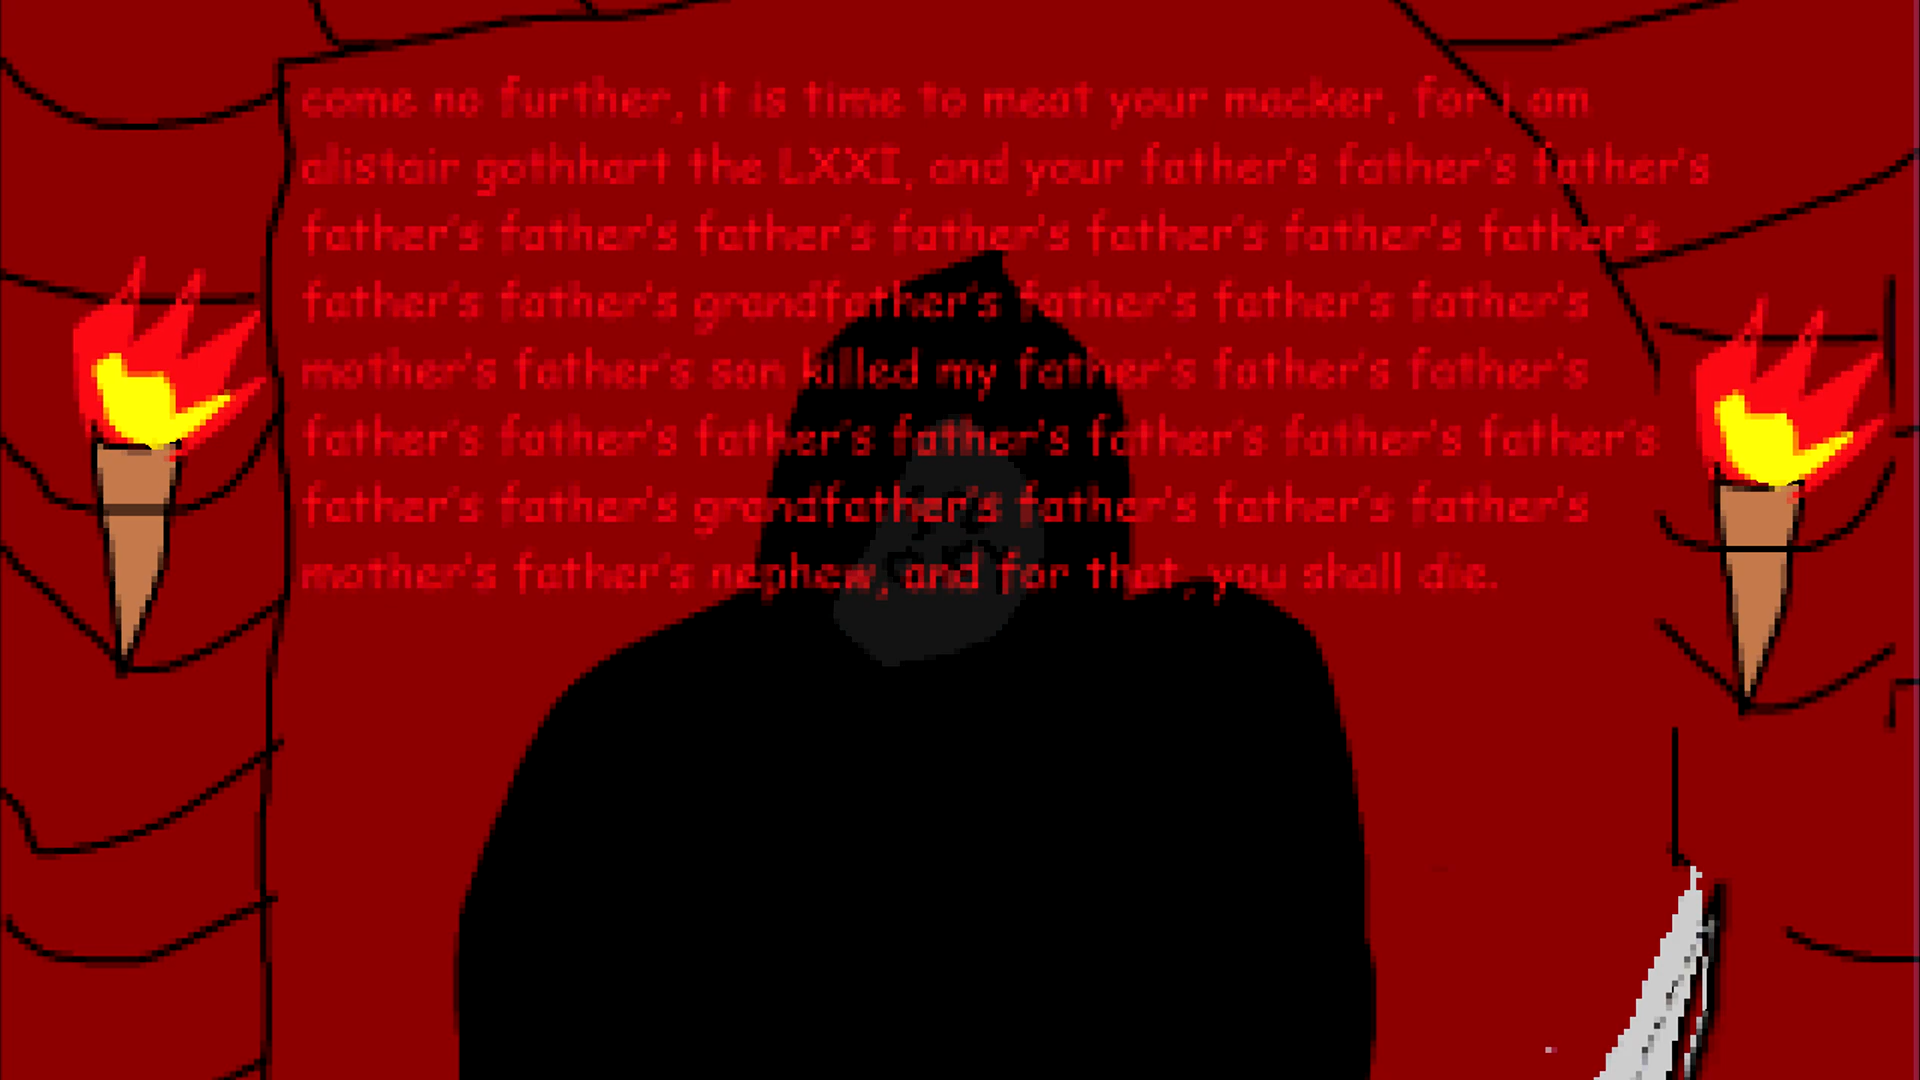 come no further, it is time to meat your macker, for i am
alistair gothhart the LXXI, and your father's father's father's
father's father's father's father's father's father's father's
father's father's grandfather's father's father's father's
mother's father's son killed my father's father's father's
father's father's father's father's father's father's father's
father's father's grandfather's father's father's father's
mother's father's nephew, and for that, you shall die.